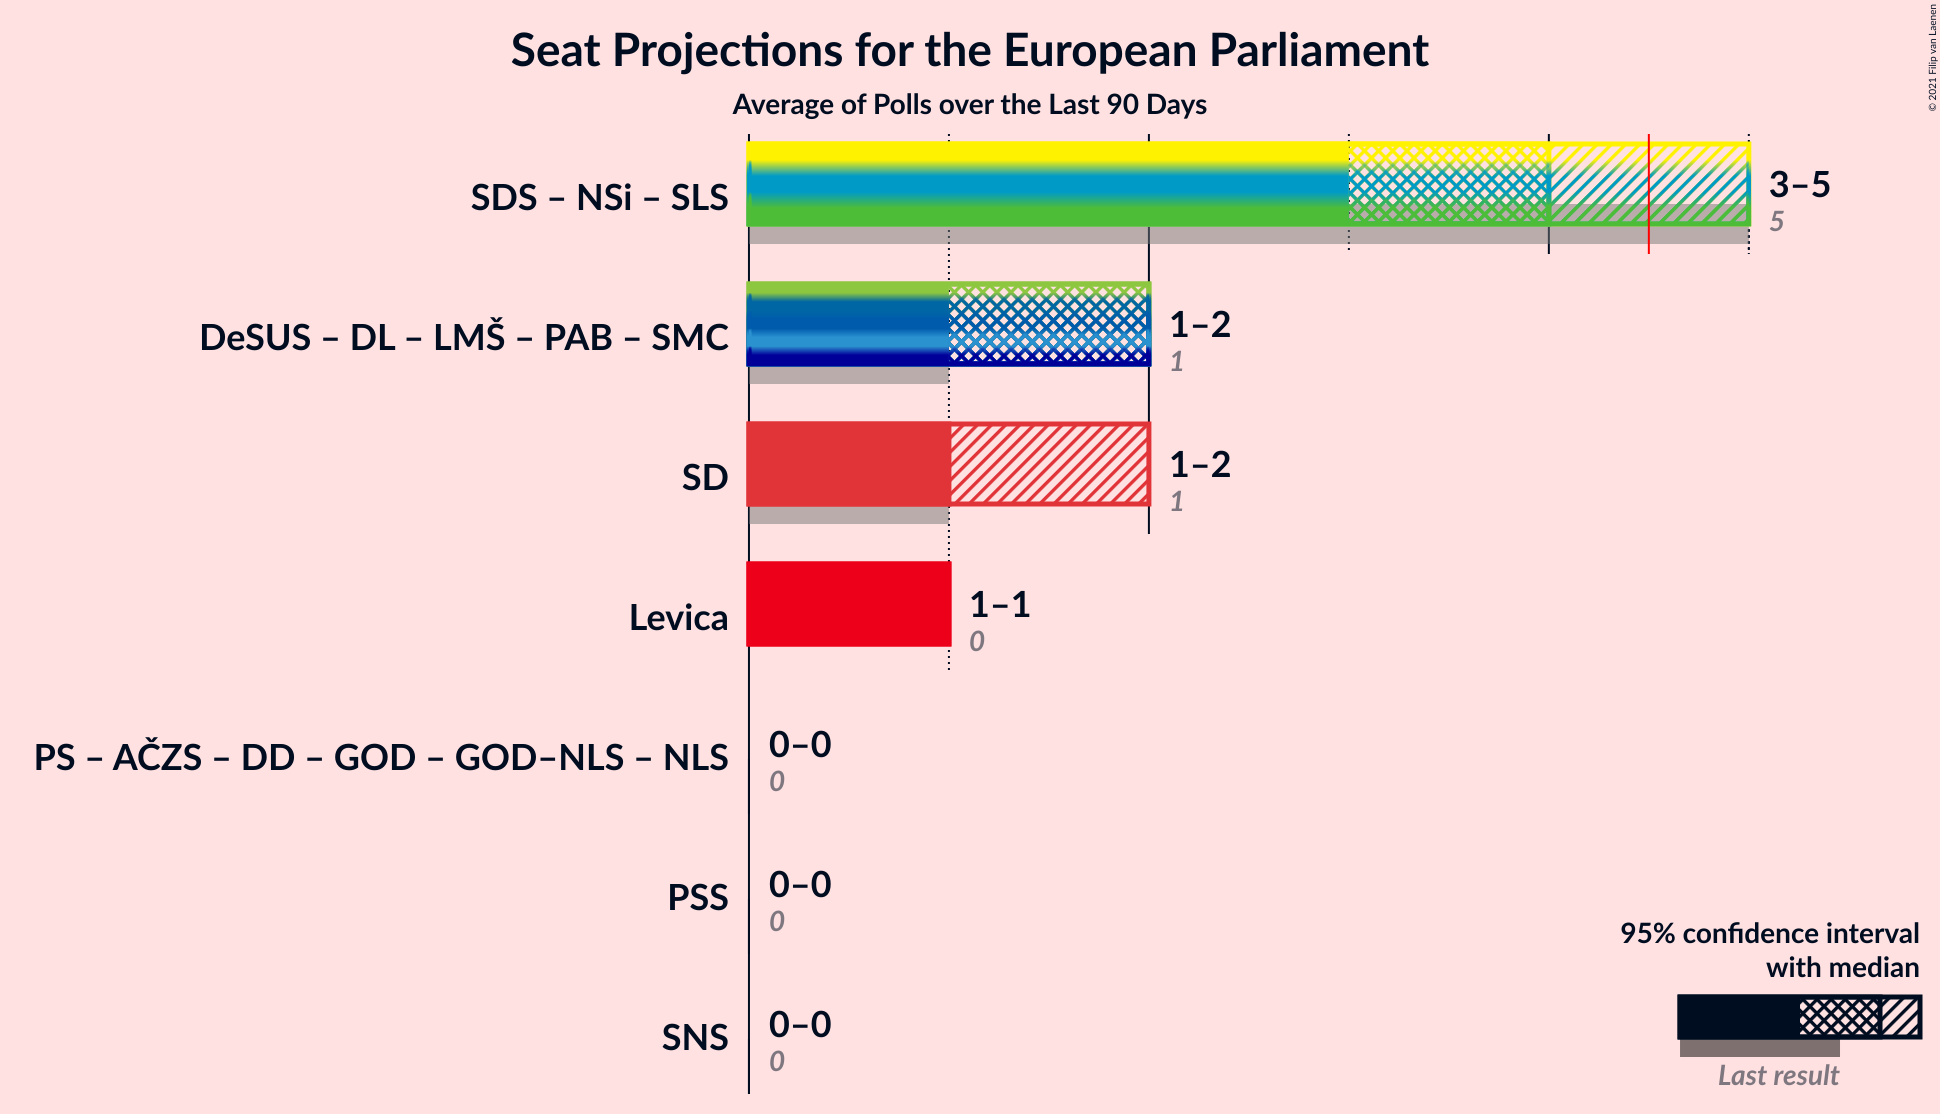 Seat Projections for the European Parliament
Average of Polls over the Last 90 Days
© 2021 Filip van Laenen
SDS – NSi – SLS
3–5
5
DeSUS – DL – LMŠ – PAB – SMC
1–2
1
SD
1–2
1
Levica
1–1
0
PS – AČZS – DD – GOD – GOD–NLS – NLS
0–0
0
PSS
0–0
0
SNS
0–0
0
95% confidence interval
with median
Last result